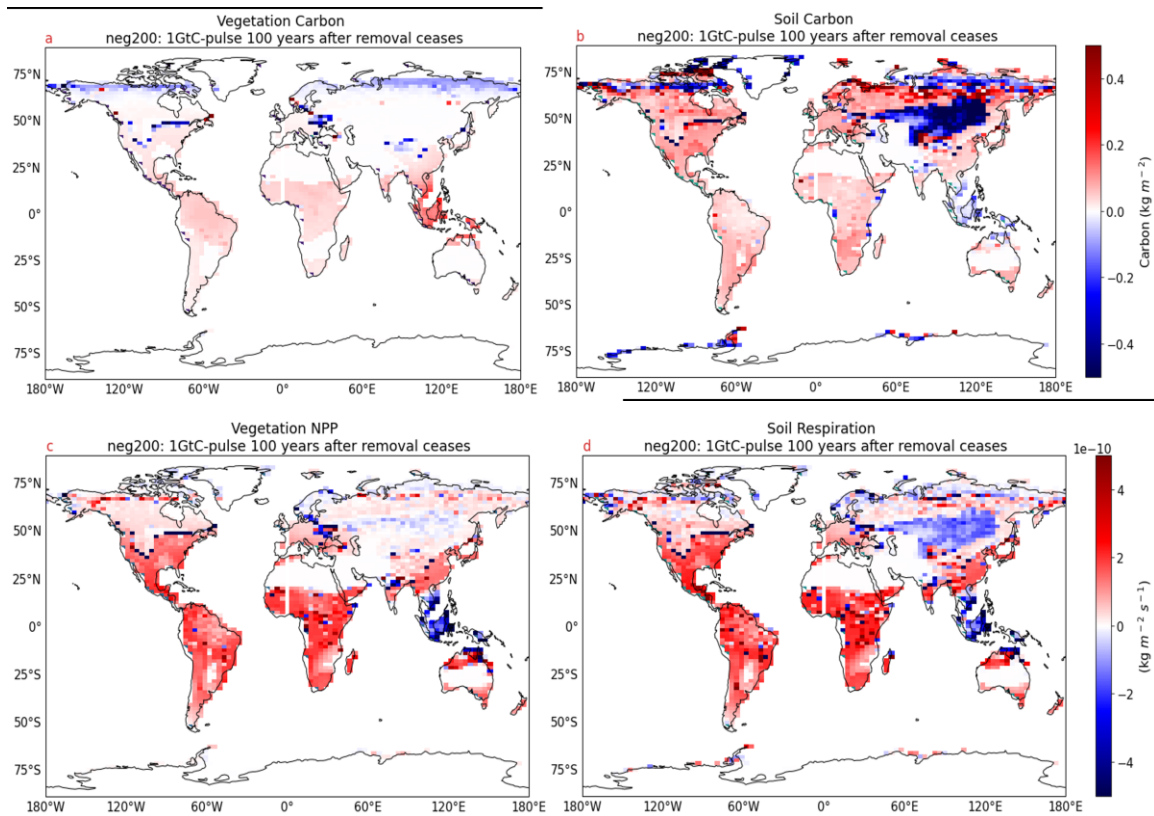 Vegetation Carbon
a neg200: 1GtC-pulse 100 years after removal ceases
75°N
50°N
25°N
0°
25°S
50°S
75°S
180°W 120°W 60°W 0° 60°E 120°E 180°E
Soil Carbon
b neg200: 1GtC-pulse 100 years after removal ceases
75°N
50°N
25°N
0°
25°S
50°S
75°S
180°W 120°W 60°W 0° 60°E 120°E 180°E
0.4
0.2
0.0
−0.2
−0.4
Carbon (kg m⁻²)
Vegetation NPP
c neg200: 1GtC-pulse 100 years after removal ceases
75°N
50°N
25°N
0°
25°S
50°S
75°S
180°W 120°W 60°W 0° 60°E 120°E 180°E
Soil Respiration
d neg200: 1GtC-pulse 100 years after removal ceases
75°N
50°N
25°N
0°
25°S
50°S
75°S
180°W 120°W 60°W 0° 60°E 120°E 180°E
1e−10
4
2
0
−2
−4
(kg m⁻² s⁻¹)